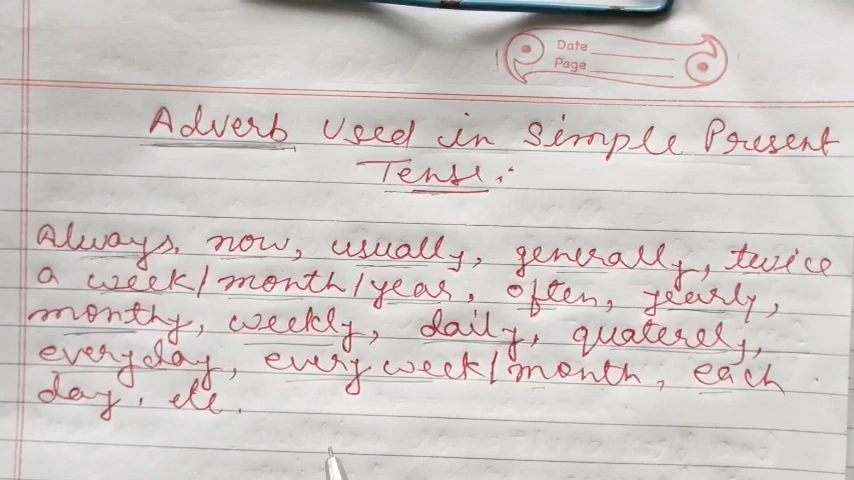 Date
Page
Adverb Used in Simple Present
Tense:
Always, now, usually, generally, twice
a week/month/year, often, yearly,
monthy, weekly, daily, quaterely,
everyday, every week/month, each
day, etc.